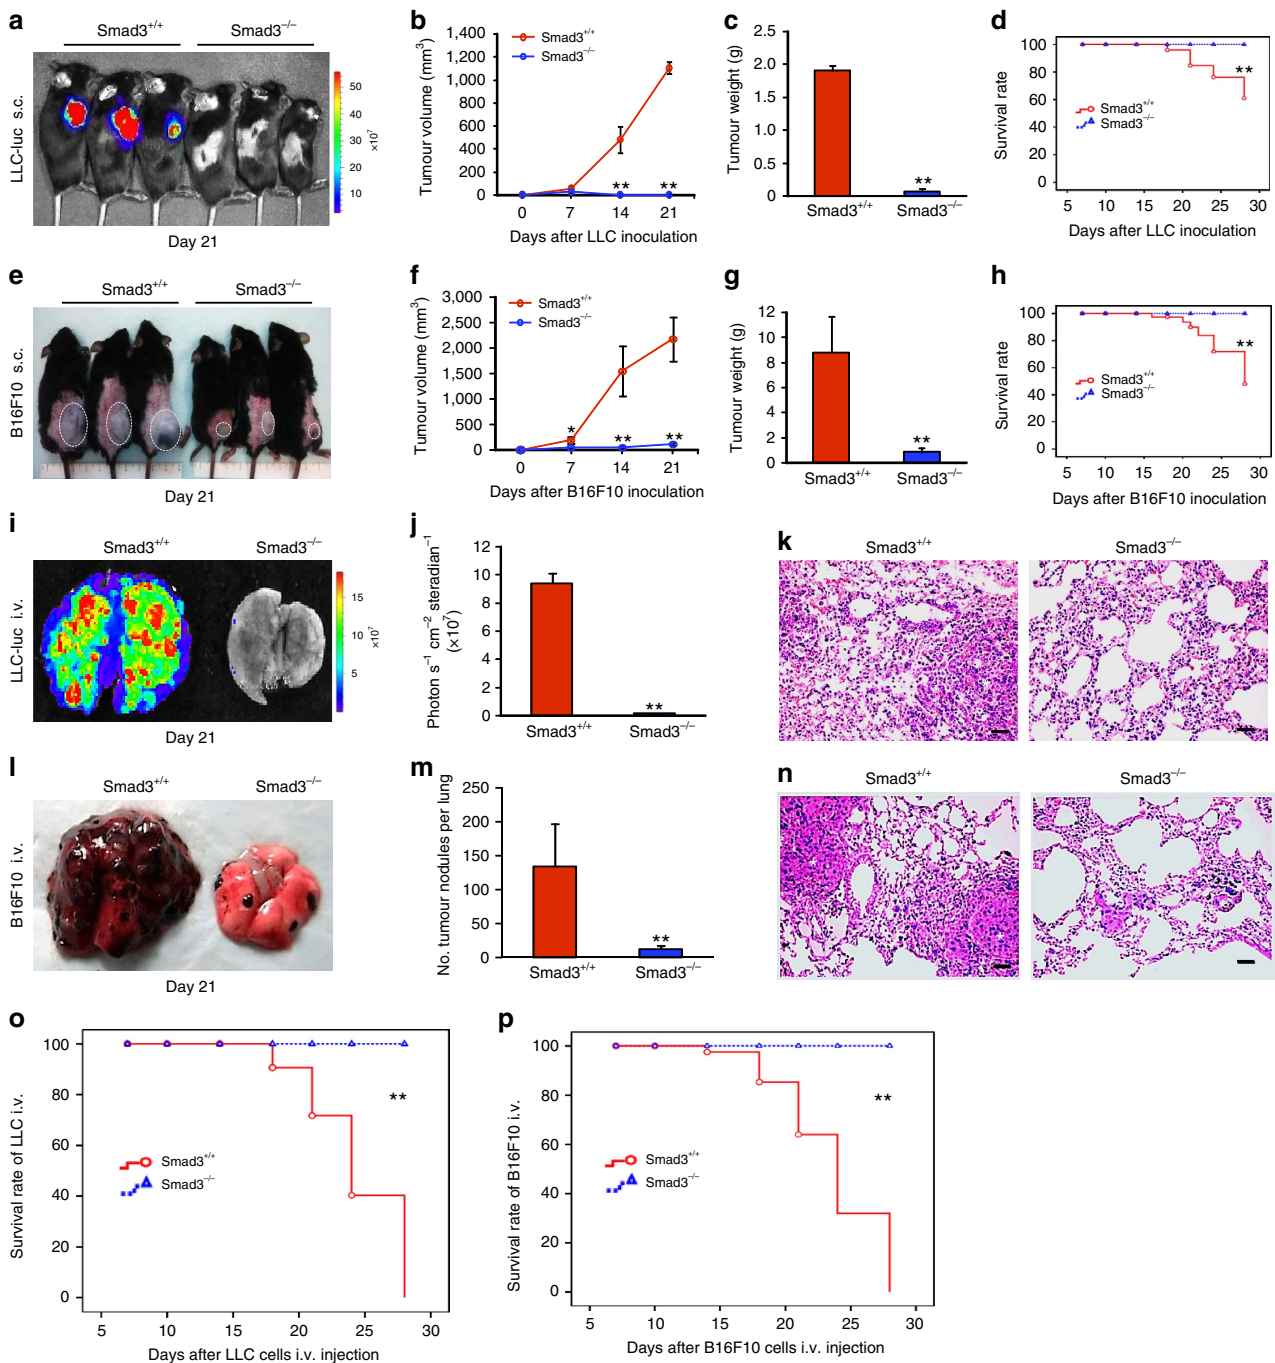 a
Smad3+/+ Smad3−/−
LLC-luc s.c.
50
40
30
20
10
×10⁷
Day 21
b
Tumour volume (mm³)
1,400
1,200
1,000
800
600
400
200
0
Smad3+/+
Smad3−/−
** **
0 7 14 21
Days after LLC inoculation
c
Tumour weight (g)
2.5
2.0
1.5
1.0
0.5
0
**
Smad3+/+ Smad3−/−
d
Survival rate
100
80
60
40
20
0
**
Smad3+/+
Smad3−/−
5 10 15 20 25 30
Days after LLC inoculation
e
Smad3+/+ Smad3−/−
B16F10 s.c.
Day 21
f
Tumour volume (mm³)
3,000
2,500
2,000
1,500
1,000
500
0
Smad3+/+
Smad3−/−
* ** **
0 7 14 21
Days after B16F10 inoculation
g
Tumour weight (g)
12
10
8
6
4
2
0
**
Smad3+/+ Smad3−/−
h
Survival rate
100
80
60
40
20
0
**
Smad3+/+
Smad3−/−
5 10 15 20 25 30
Days after B16F10 inoculation
i
Smad3+/+ Smad3−/−
LLC-luc i.v.
15
10
5
×10⁷
Day 21
j
Photon s⁻¹ cm⁻² steradian⁻¹
(×10⁷)
12
10
8
6
4
2
0
**
Smad3+/+ Smad3−/−
k
Smad3+/+ Smad3−/−
l
Smad3+/+ Smad3−/−
B16F10 i.v.
Day 21
m
No. tumour nodules per lung
250
200
150
100
50
0
**
Smad3+/+ Smad3−/−
n
Smad3+/+ Smad3−/−
o
Survival rate of LLC i.v.
100
80
60
40
20
0
**
Smad3+/+
Smad3−/−
5 10 15 20 25 30
Days after LLC cells i.v. injection
p
Survival rate of B16F10 i.v.
100
80
60
40
20
0
**
Smad3+/+
Smad3−/−
5 10 15 20 25 30
Days after B16F10 cells i.v. injection